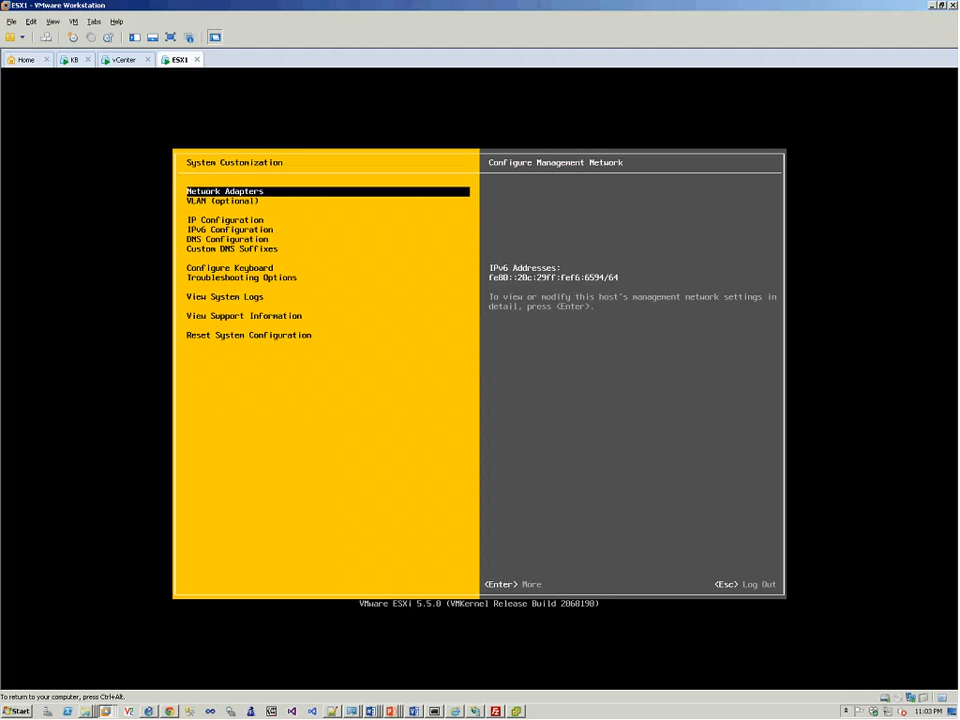 ESX1 - VMware Workstation
File Edit View VM Tabs Help
Home KB vCenter ESX1
System Customization
Configure Management Network
Network Adapters
VLAN (optional)
IP Configuration
IPv6 Configuration
DNS Configuration
Custom DNS Suffixes
Configure Keyboard
Troubleshooting Options
View System Logs
View Support Information
Reset System Configuration
IPv6 Addresses:
fe80::20c:29ff:fef6:6594/64
To view or modify this host's management network settings in
detail, press <Enter>.
<Enter> More
<Esc> Log Out
VMware ESXi 5.5.0 (VMKernel Release Build 2068190)
To return to your computer, press Ctrl+Alt.
Start
11:03 PM